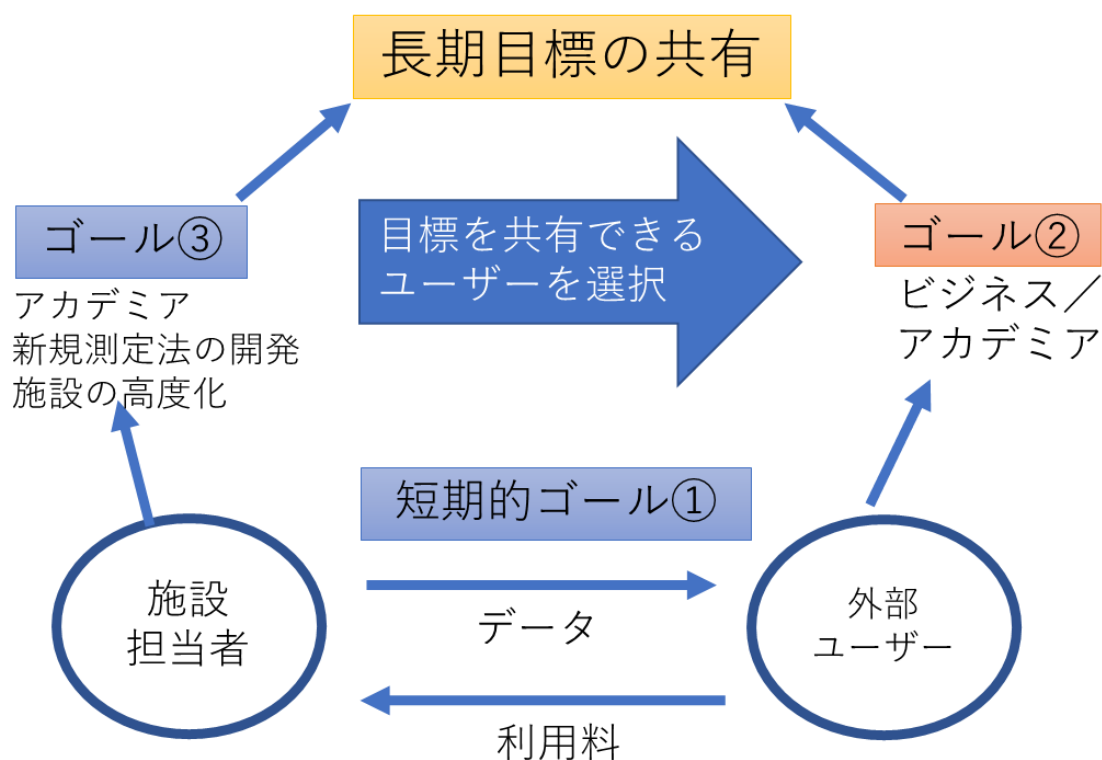 長期目標の共有
ゴール③
アカデミア
新規測定法の開発
施設の高度化
目標を共有できる
ユーザーを選択
ゴール②
ビジネス／
アカデミア
短期的ゴール①
施設
担当者
データ
利用料
外部
ユーザー